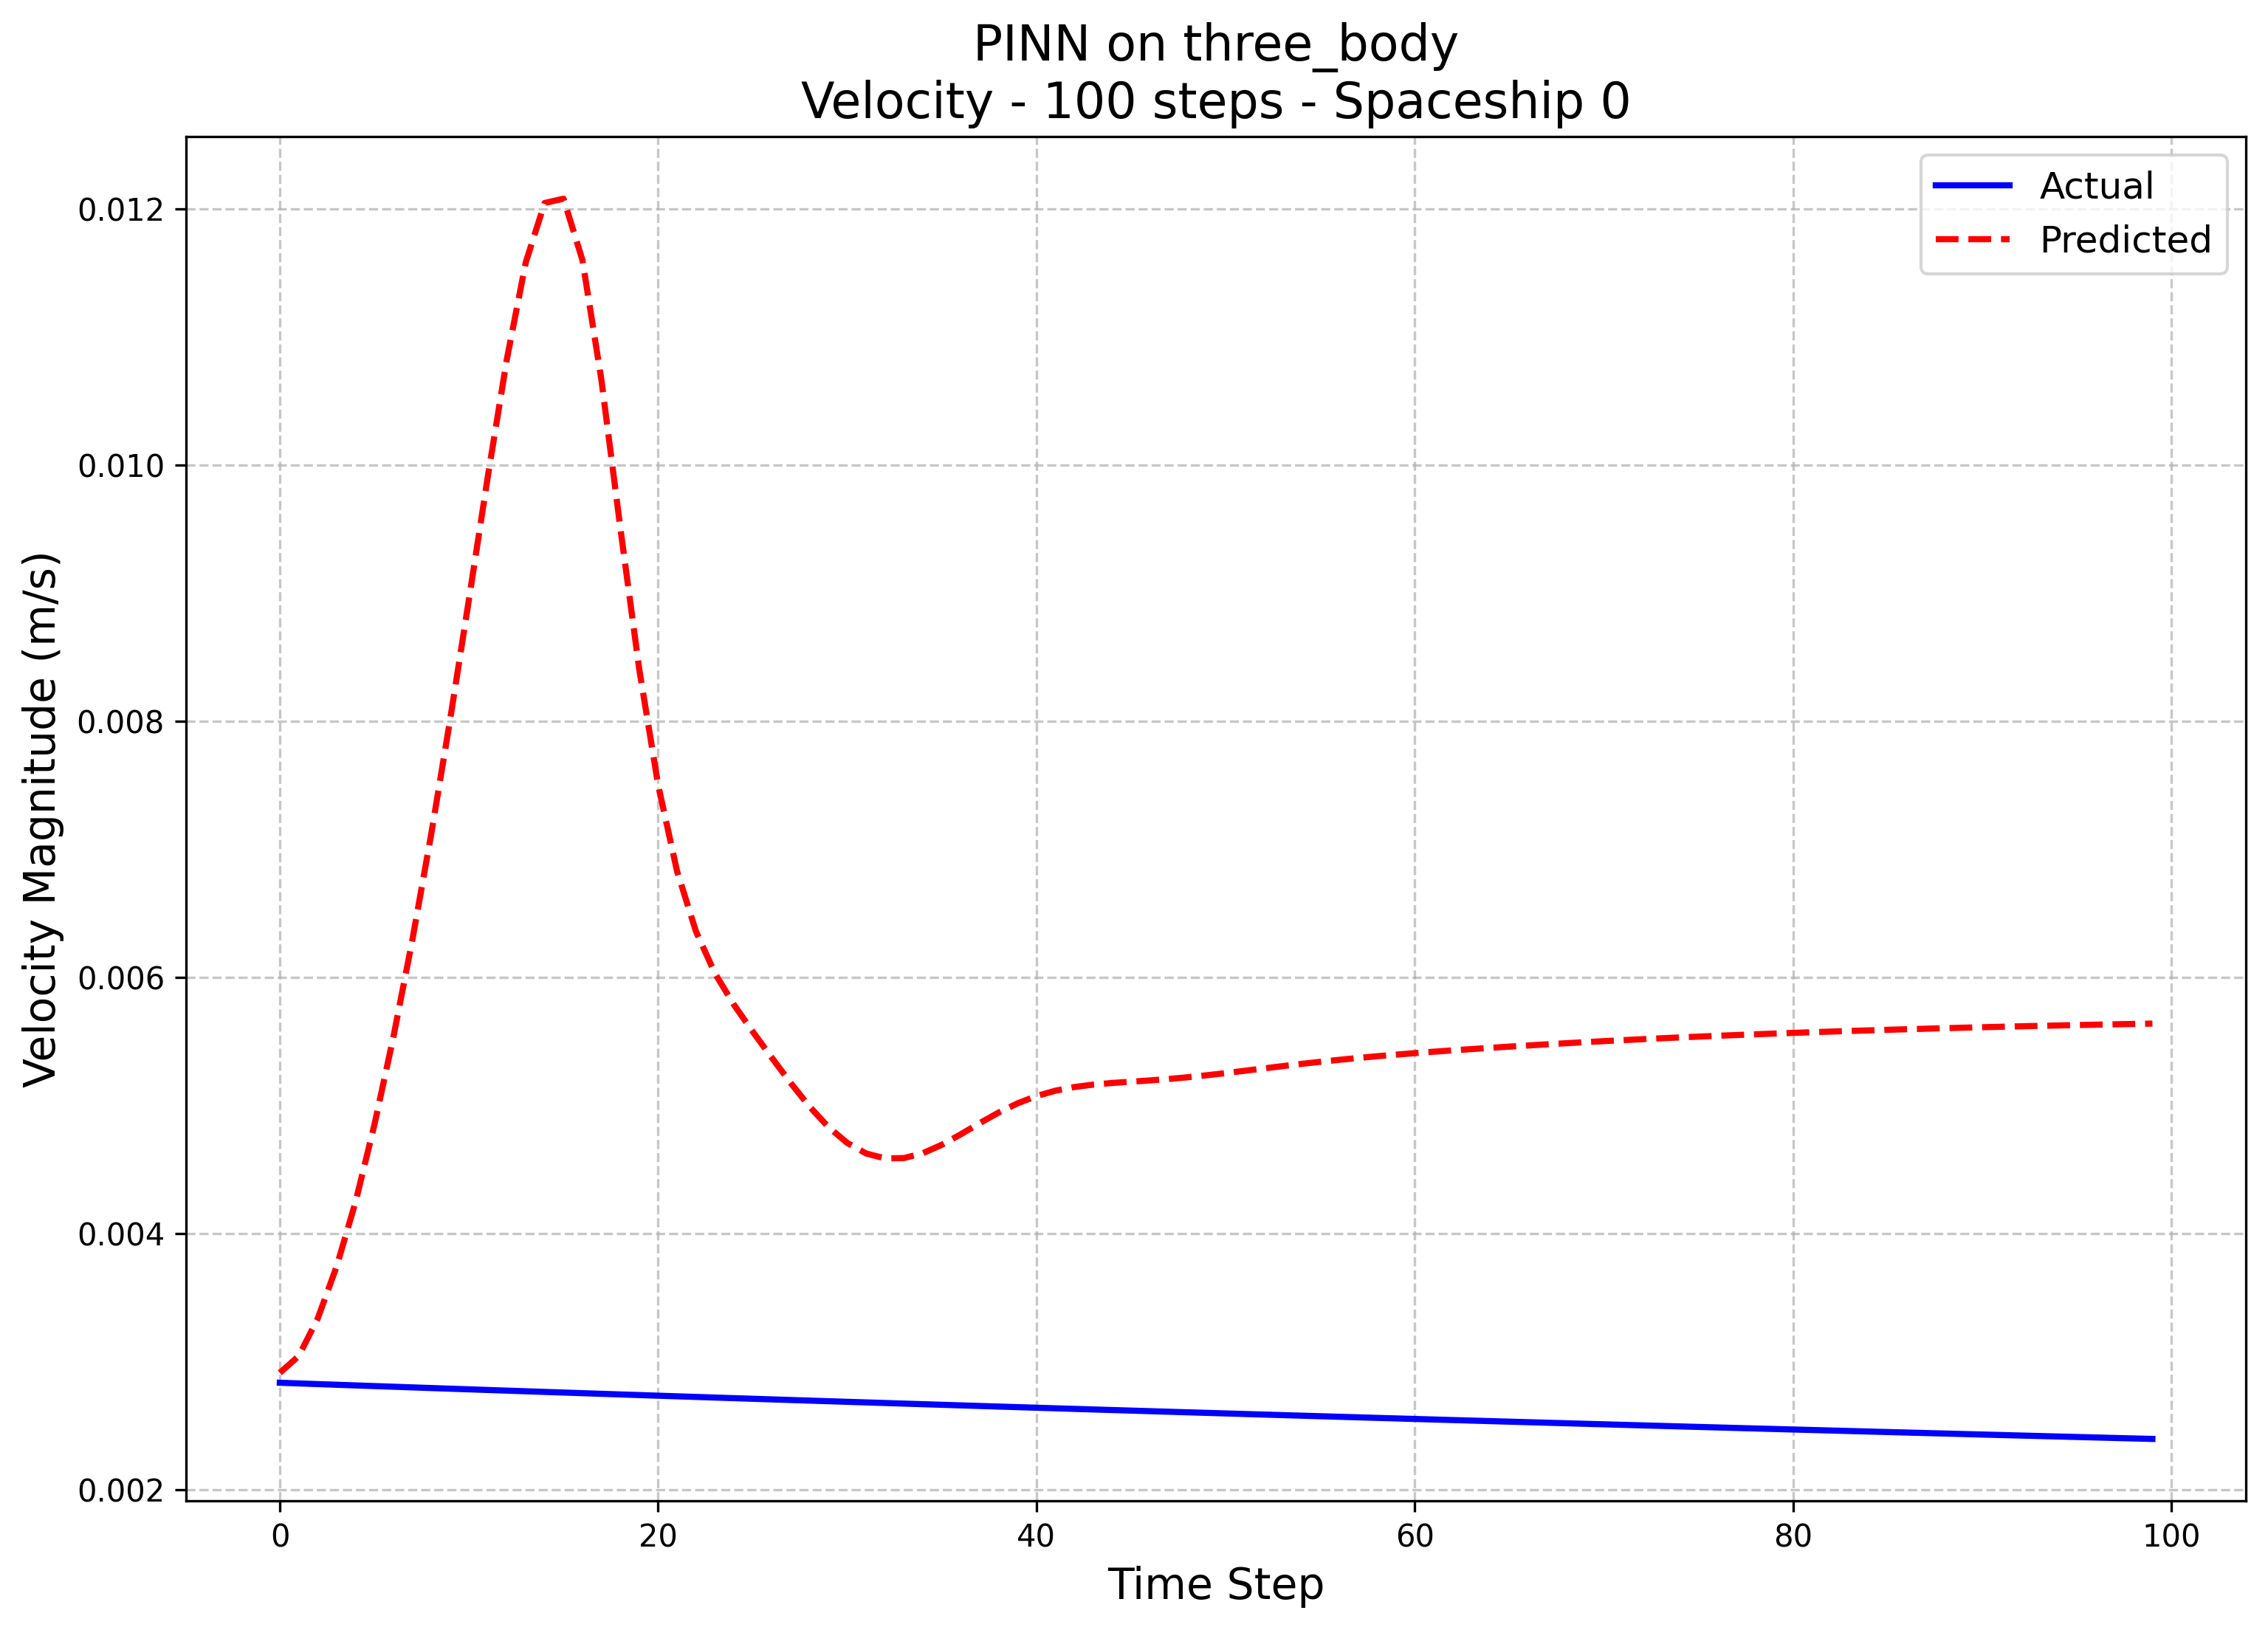 PINN on three_body
Velocity - 100 steps - Spaceship 0
Actual
Predicted
Velocity Magnitude (m/s)
0.012
0.010
0.008
0.006
0.004
0.002
0 20 40 60 80 100
Time Step